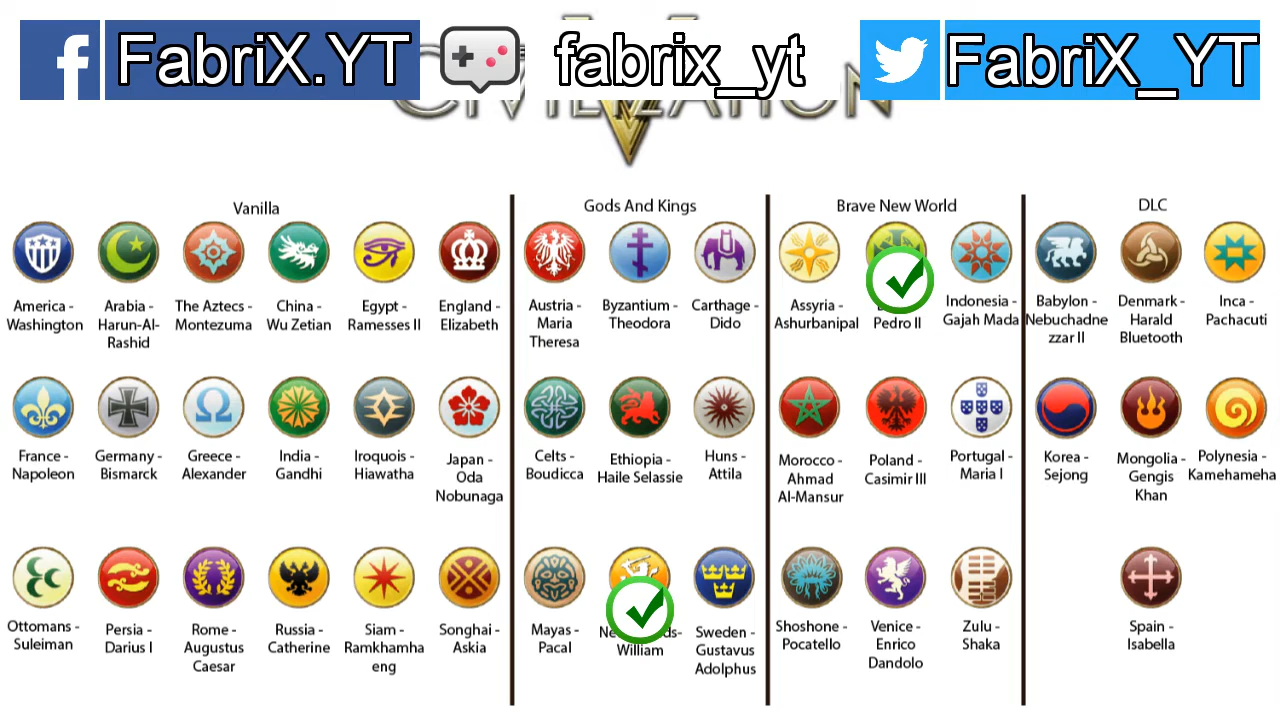 FabriX.YT
fabrix_yt
FabriX_YT
CIVILIZATION
V
Vanilla
Gods And Kings
Brave New World
DLC
America -
Washington
Arabia -
Harun-Al-
Rashid
The Aztecs -
Montezuma
China -
Wu Zetian
Egypt -
Ramesses II
England -
Elizabeth
Austria -
Maria
Theresa
Byzantium -
Theodora
Carthage -
Dido
Assyria -
Ashurbanipal
Pedro II
Indonesia -
Gajah Mada
Babylon -
Nebuchadne
zzar II
Denmark -
Harald
Bluetooth
Inca -
Pachacuti
France -
Napoleon
Germany -
Bismarck
Greece -
Alexander
India -
Gandhi
Iroquois -
Hiawatha
Japan -
Oda
Nobunaga
Celts -
Boudicca
Ethiopia -
Haile Selassie
Huns -
Attila
Morocco -
Ahmad
Al-Mansur
Poland -
Casimir III
Portugal -
Maria I
Korea -
Sejong
Mongolia -
Gengis
Khan
Polynesia -
Kamehameha
Ottomans -
Suleiman
Persia -
Darius I
Rome -
Augustus
Caesar
Russia -
Catherine
Siam -
Ramkhamha
eng
Songhai -
Askia
Mayas -
Pacal
William
Sweden -
Gustavus
Adolphus
Shoshone -
Pocatello
Venice -
Enrico
Dandolo
Zulu -
Shaka
Spain -
Isabella